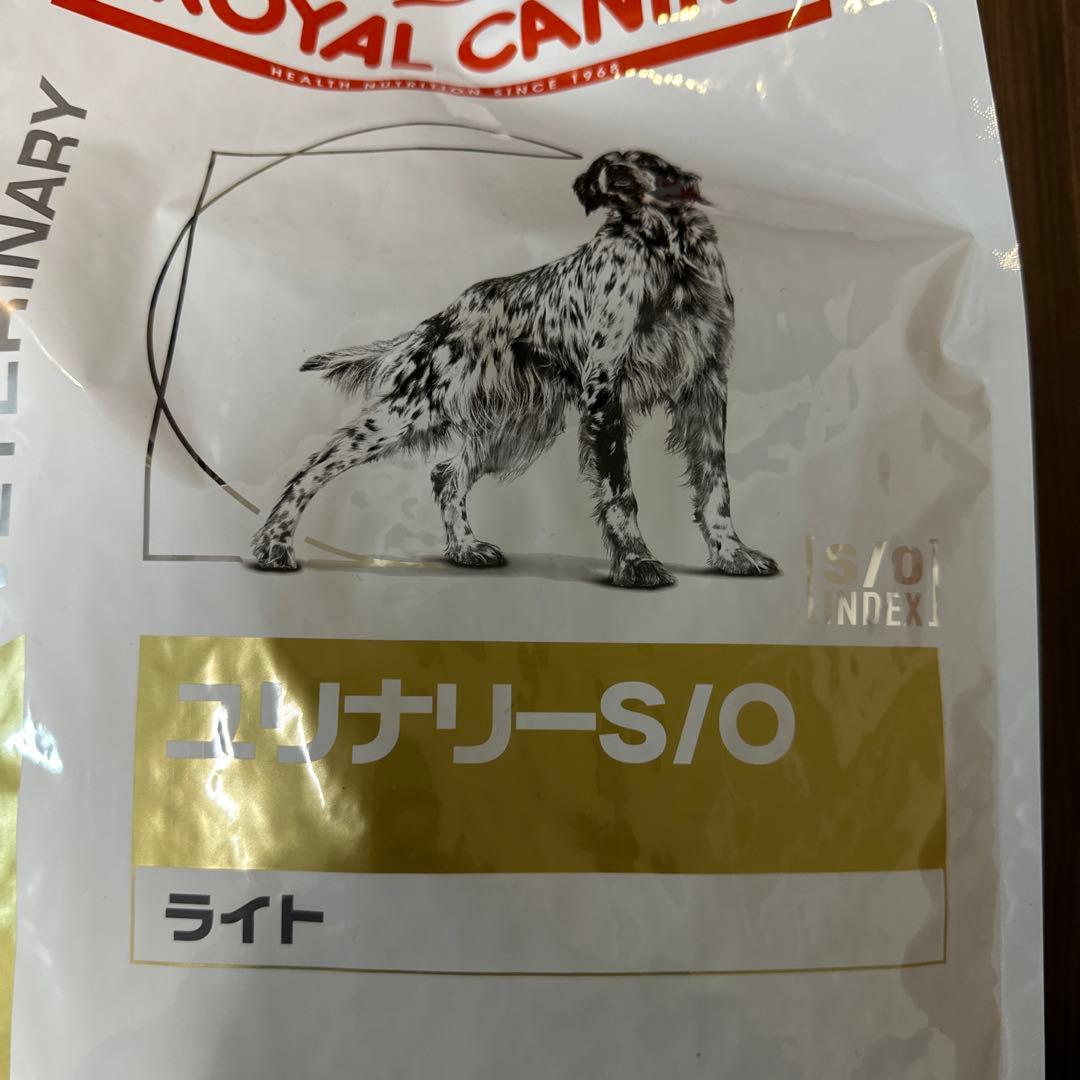 ROYAL CANIN
HEALTH NUTRITION SINCE 1968
VETERINARY
S/O
INDEX
ユリナリーS/O
ライト